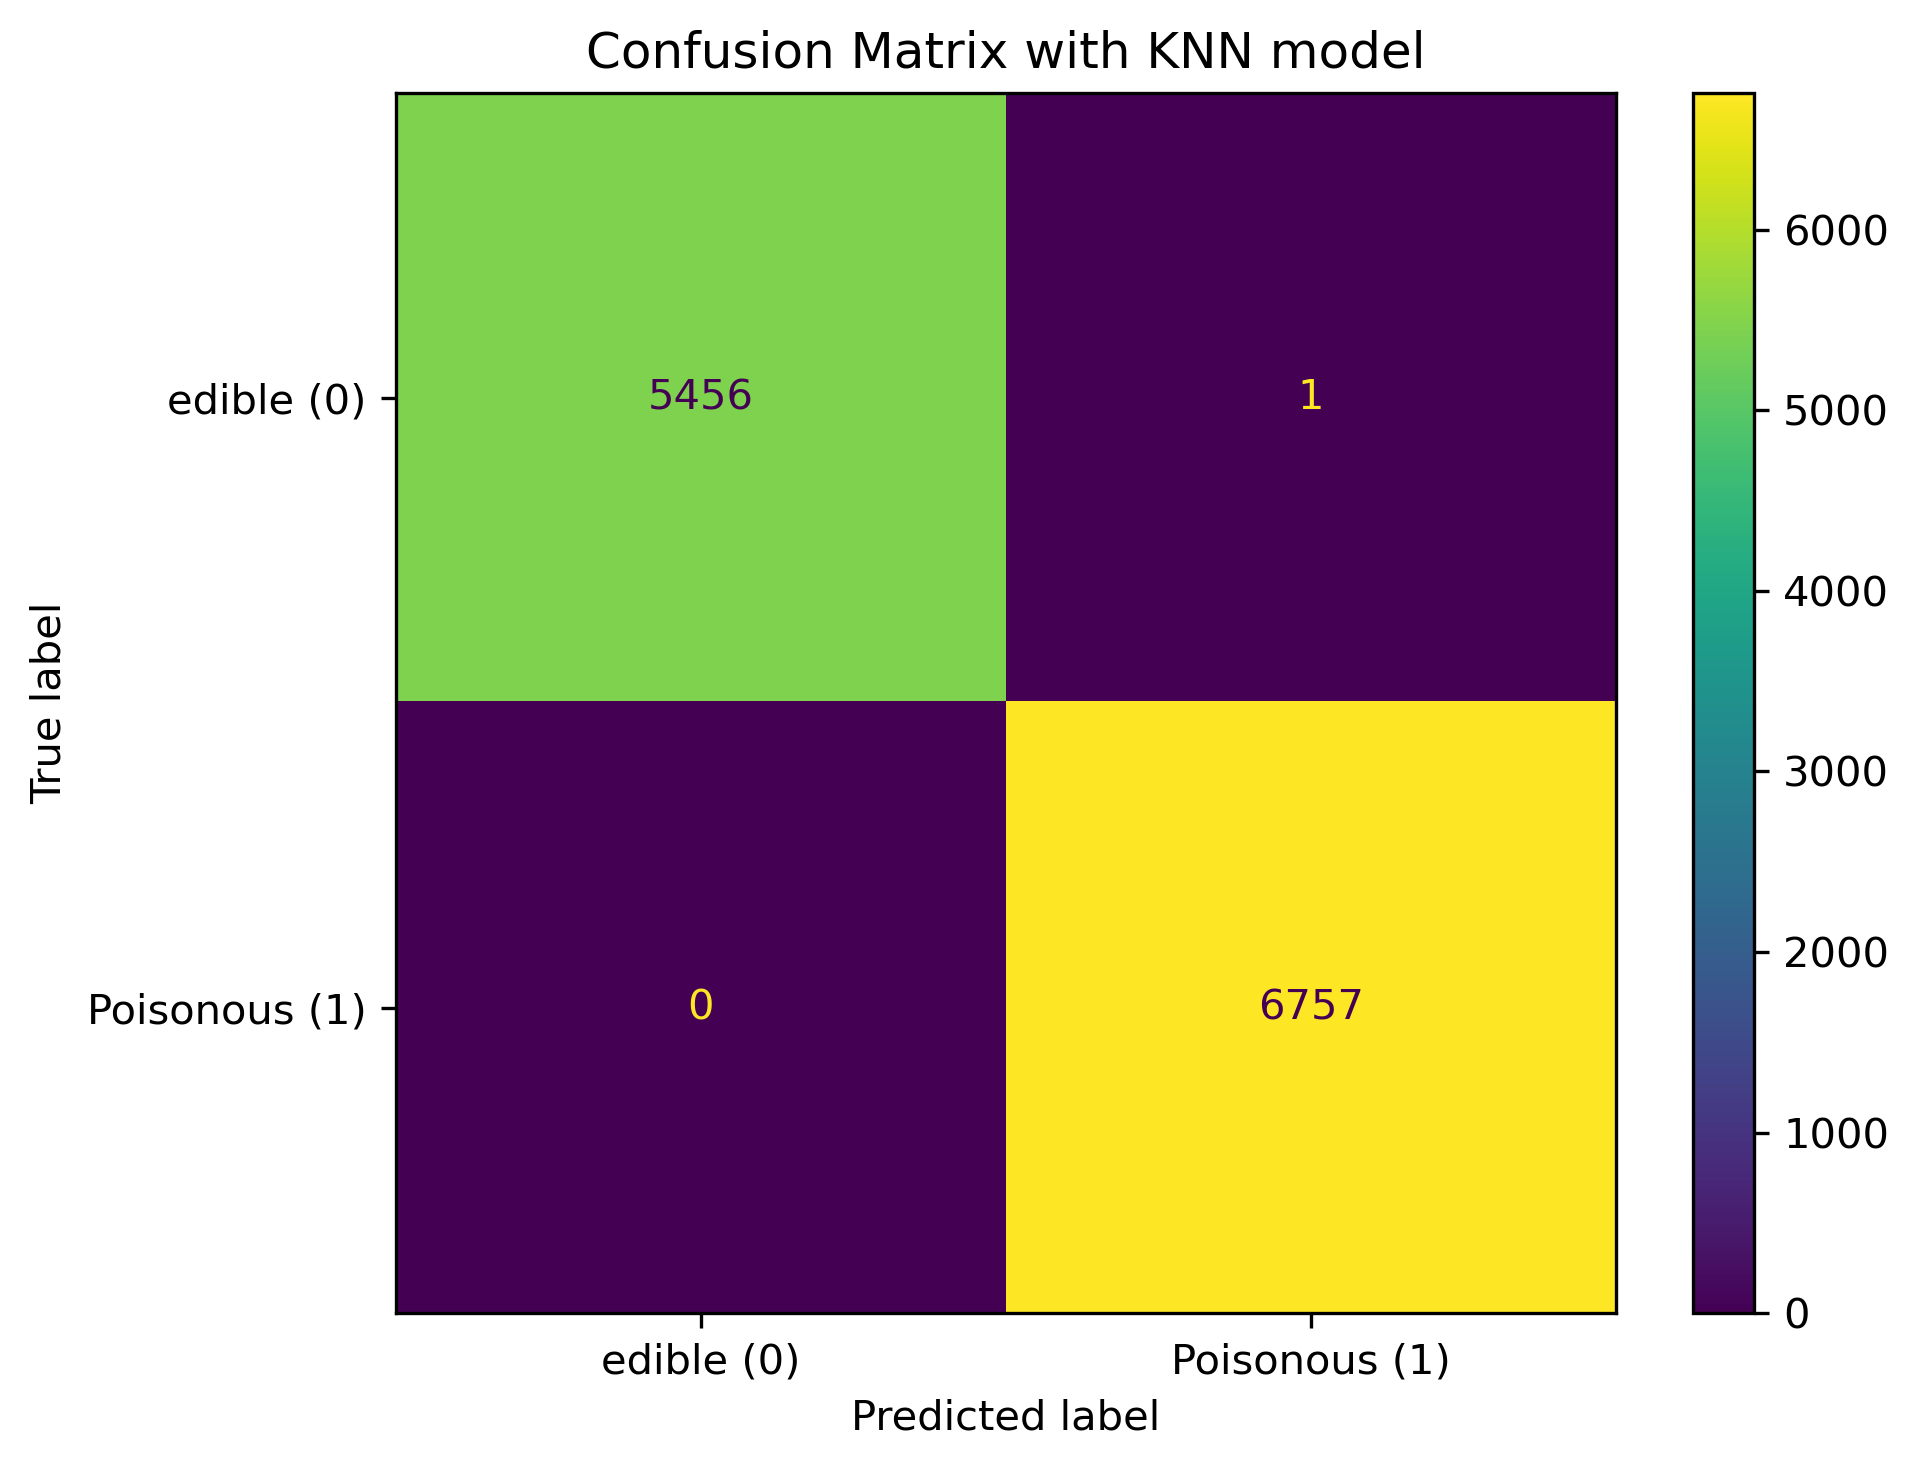 Confusion Matrix with KNN model
True label
edible (0)
5456
1
Poisonous (1)
0
6757
edible (0)
Poisonous (1)
Predicted label
6000
5000
4000
3000
2000
1000
0